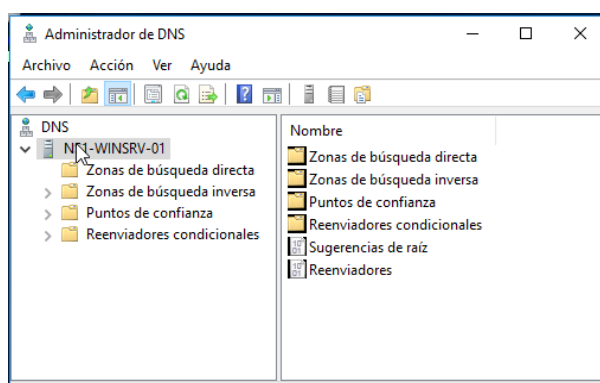 Administrador de DNS
Archivo Acción Ver Ayuda
DNS
-WINSRV-01
Zonas de búsqueda directa
Zonas de búsqueda inversa
Puntos de confianza
Reenviadores condicionales
Nombre
Zonas de búsqueda directa
Zonas de búsqueda inversa
Puntos de confianza
Reenviadores condicionales
Sugerencias de raíz
Reenviadores